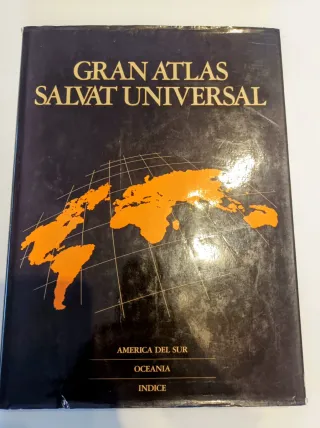 GRAN ATLAS
SALVAT UNIVERSAL
AMERICA DEL SUR
OCEANIA
INDICE